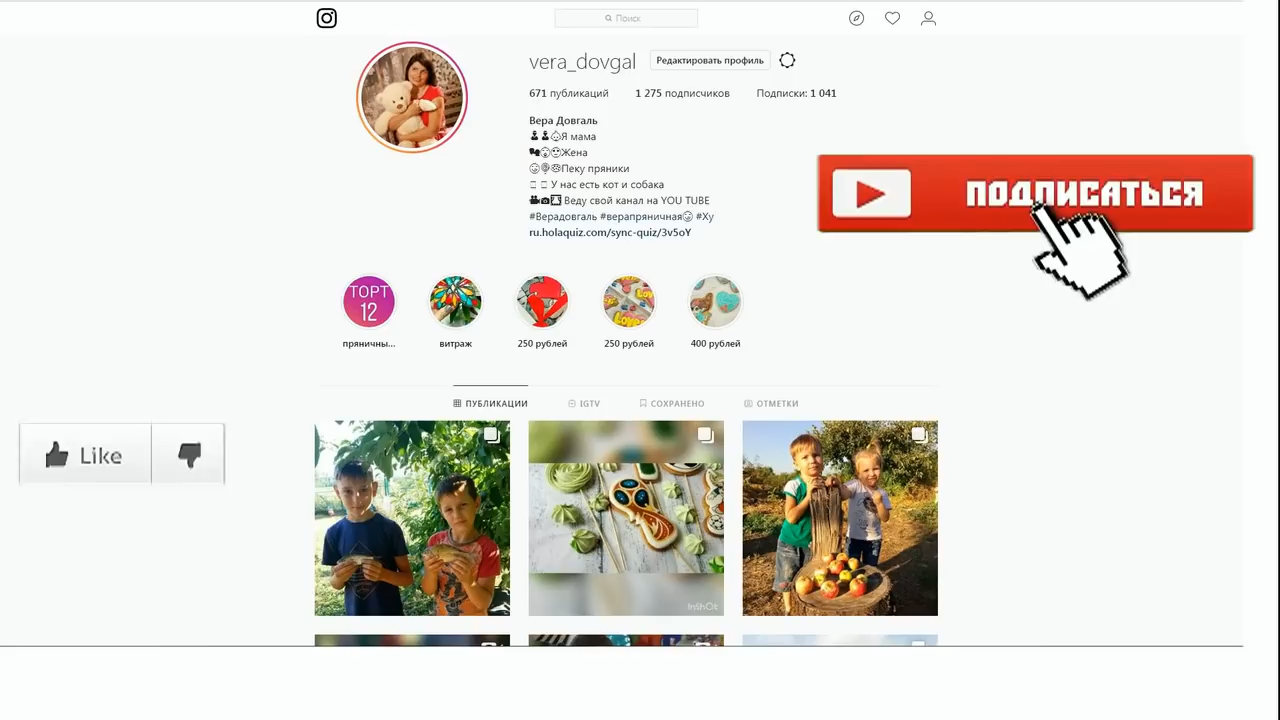 Поиск
vera_dovgal Редактировать профиль
671 публикаций 1 275 подписчиков Подписки: 1 041
Вера Довгаль
Я мама
Жена
Пеку пряники
У нас есть кот и собака
Веду свой канал на YOU TUBE
#Верадовгаль #верапряничная #Ху
ru.holaquiz.com/sync-quiz/3v5oY
ПОДПИСАТЬСЯ
ТОРТ
12
пряничны... витраж 250 рублей 250 рублей 400 рублей
ПУБЛИКАЦИИ IGTV СОХРАНЕНО ОТМЕТКИ
Like
InShOt